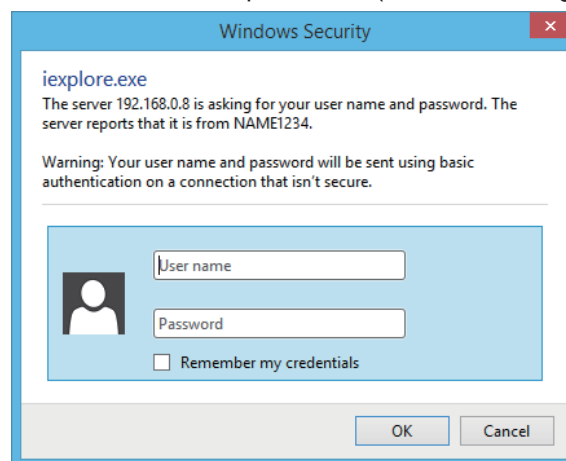 Windows Security
iexplore.exe
The server 192.168.0.8 is asking for your user name and password. The
server reports that it is from NAME1234.
Warning: Your user name and password will be sent using basic
authentication on a connection that isn't secure.
User name
Password
Remember my credentials
OK Cancel